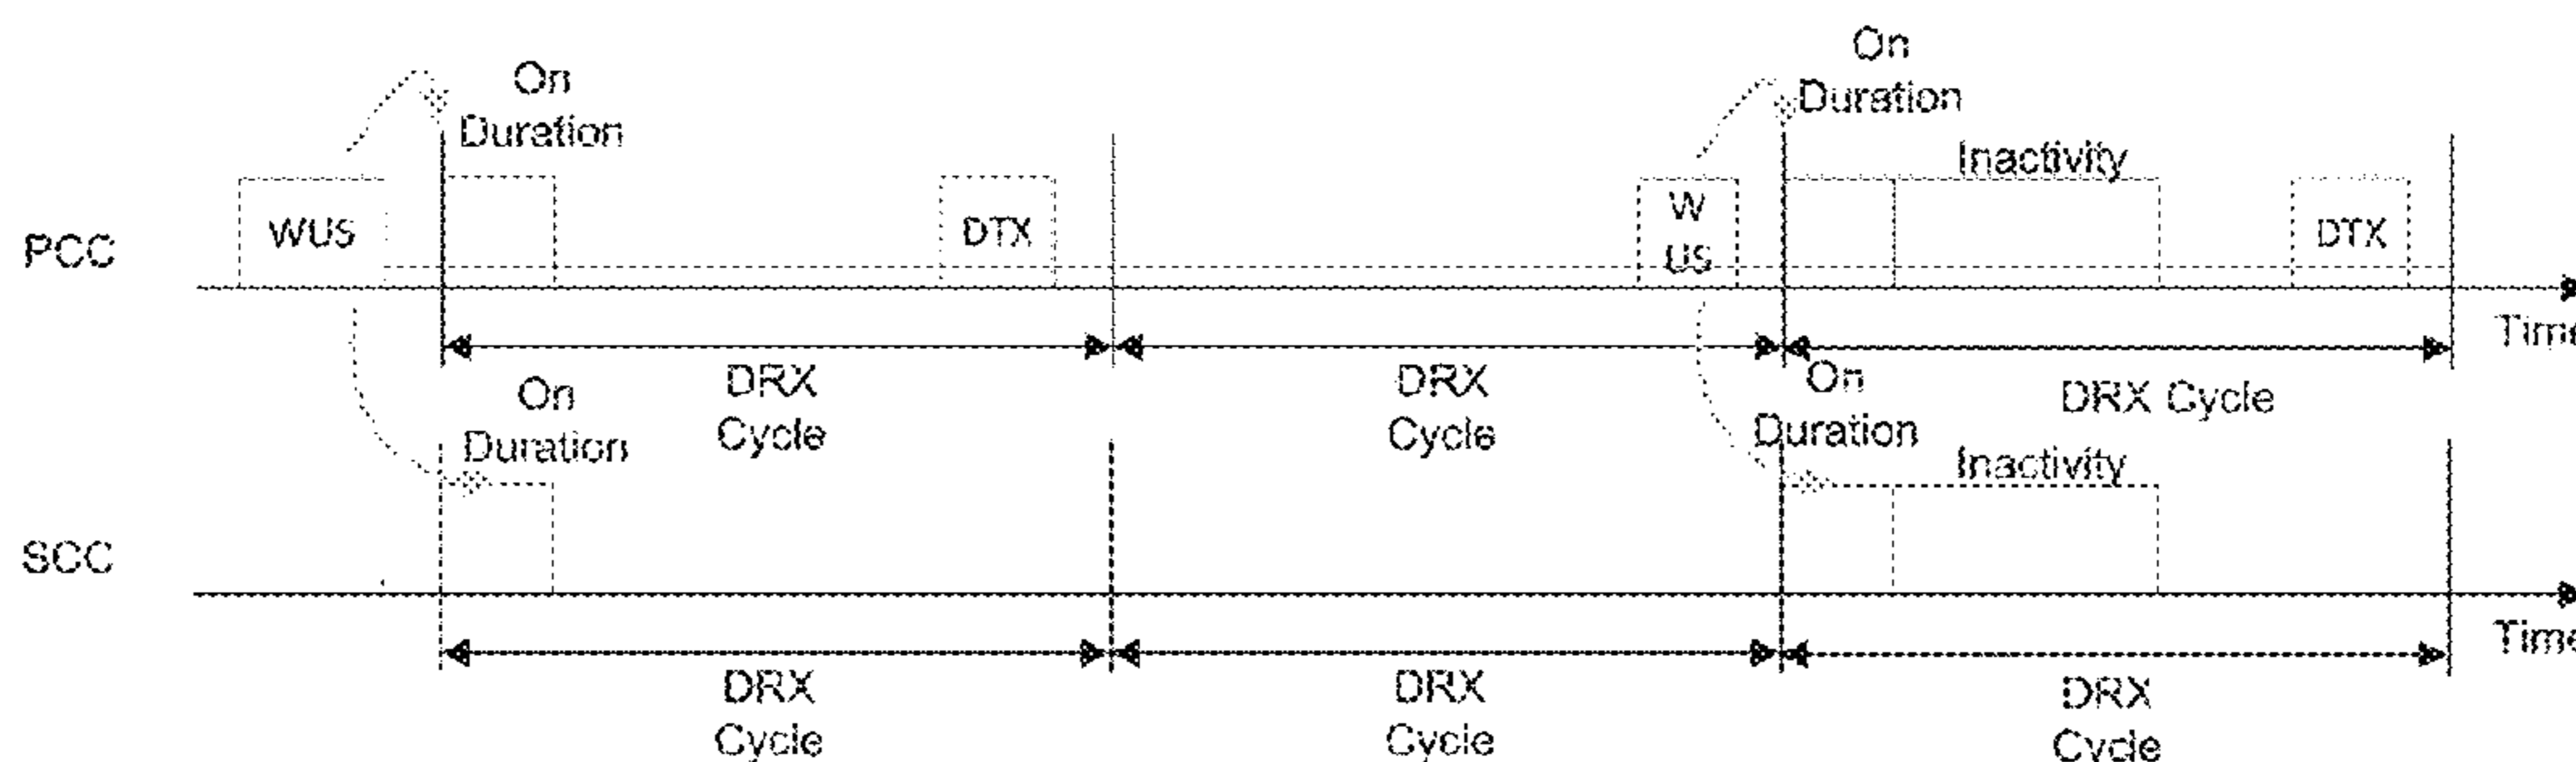 On
Duration
On
Duration
Inactivity
PCC
WUS
DTX
W
US
DTX
Time
DRX
Cycle
DRX
Cycle
DRX Cycle
On
Duration
On
Duration
Inactivity
SCC
Time
DRX
Cycle
DRX
Cycle
DRX
Cycle